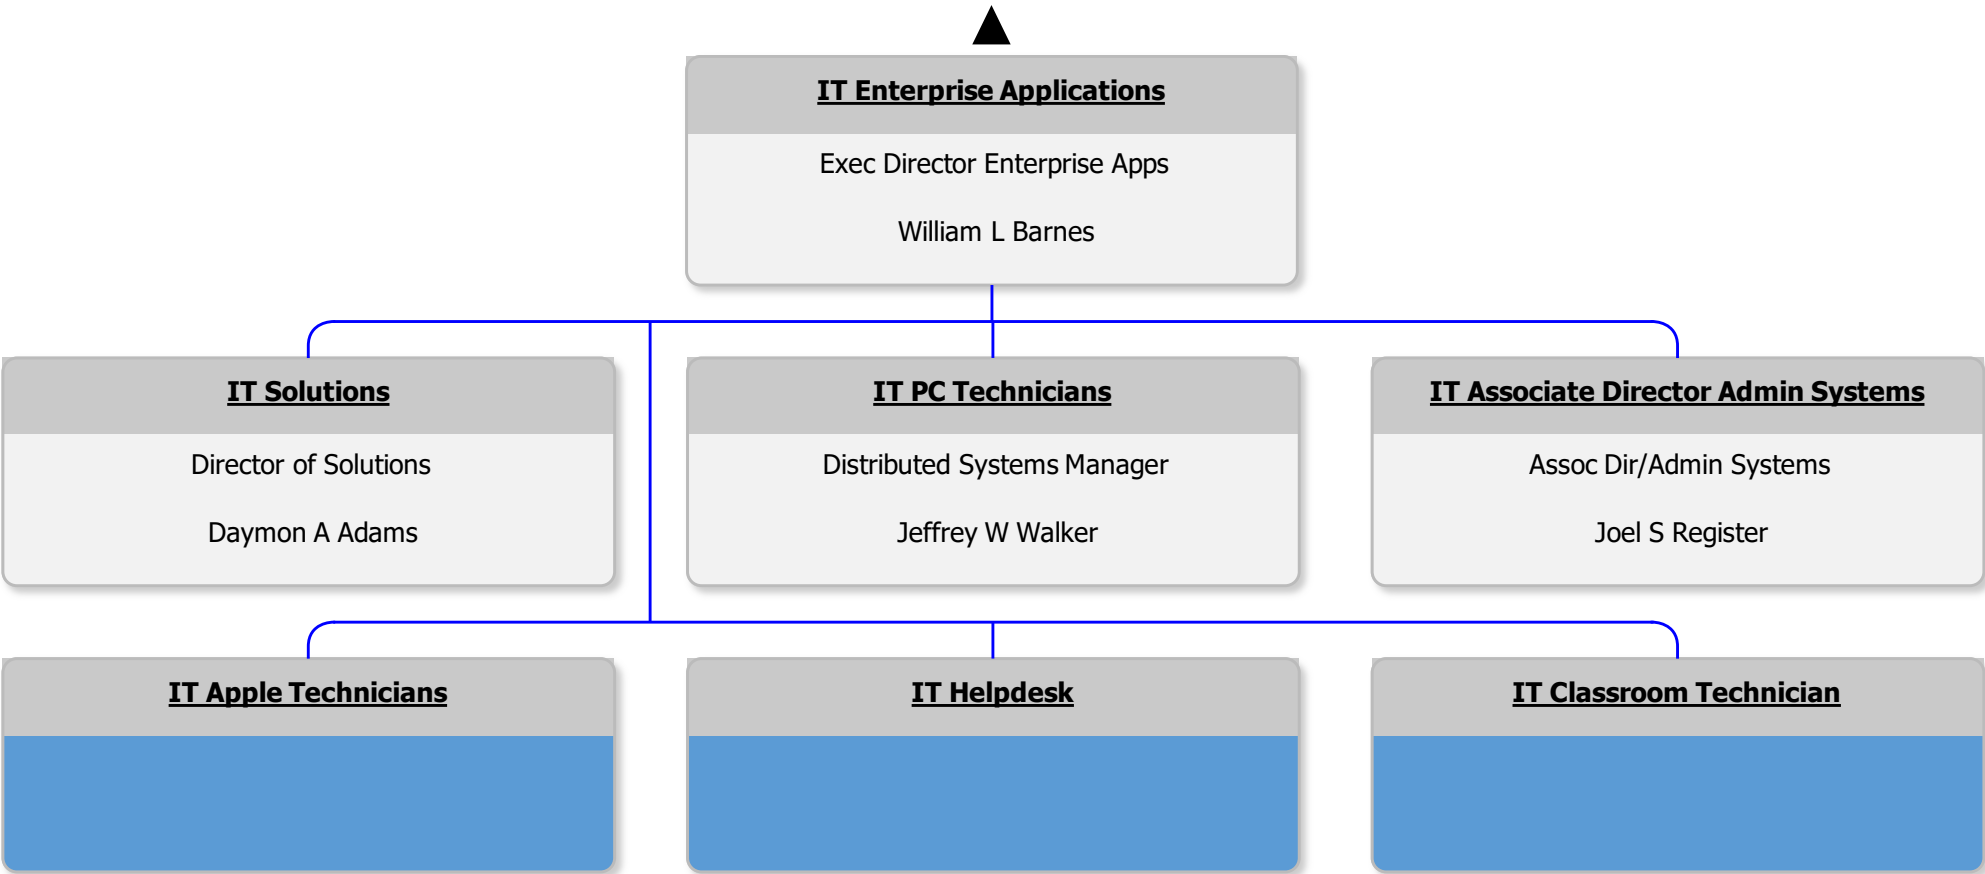 IT Enterprise Applications
Exec Director Enterprise Apps
William L Barnes
IT Solutions
Director of Solutions
Daymon A Adams
IT PC Technicians
Distributed Systems Manager
Jeffrey W Walker
IT Associate Director Admin Systems
Assoc Dir/Admin Systems
Joel S Register
IT Apple Technicians
IT Helpdesk
IT Classroom Technician